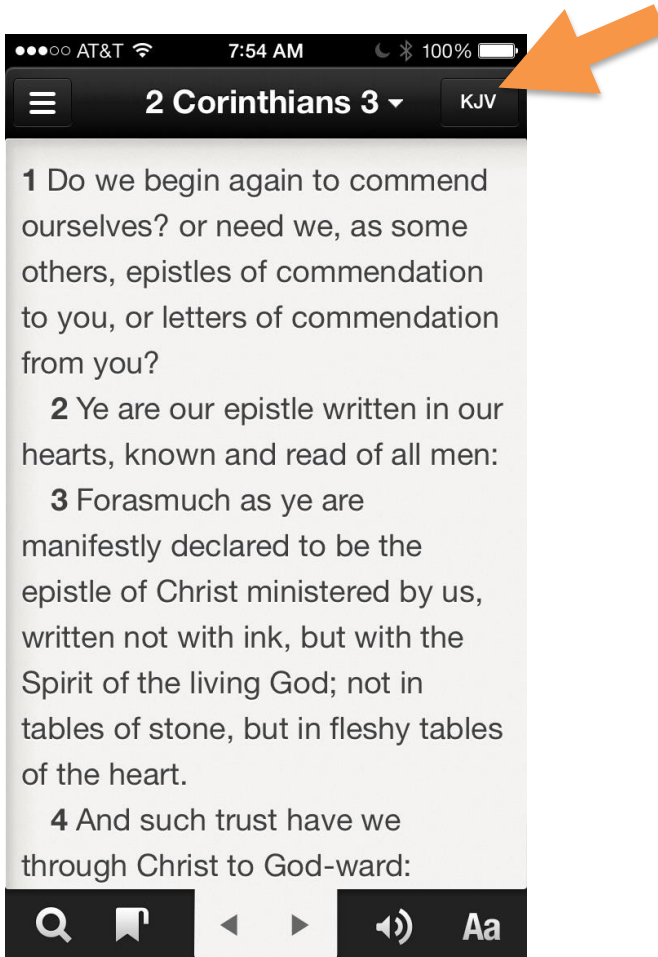 AT&T 7:54 AM 100%
2 Corinthians 3 KJV
1 Do we begin again to commend
ourselves? or need we, as some
others, epistles of commendation
to you, or letters of commendation
from you?
2 Ye are our epistle written in our
hearts, known and read of all men:
3 Forasmuch as ye are
manifestly declared to be the
epistle of Christ ministered by us,
written not with ink, but with the
Spirit of the living God; not in
tables of stone, but in fleshy tables
of the heart.
4 And such trust have we
through Christ to God-ward:
Aa